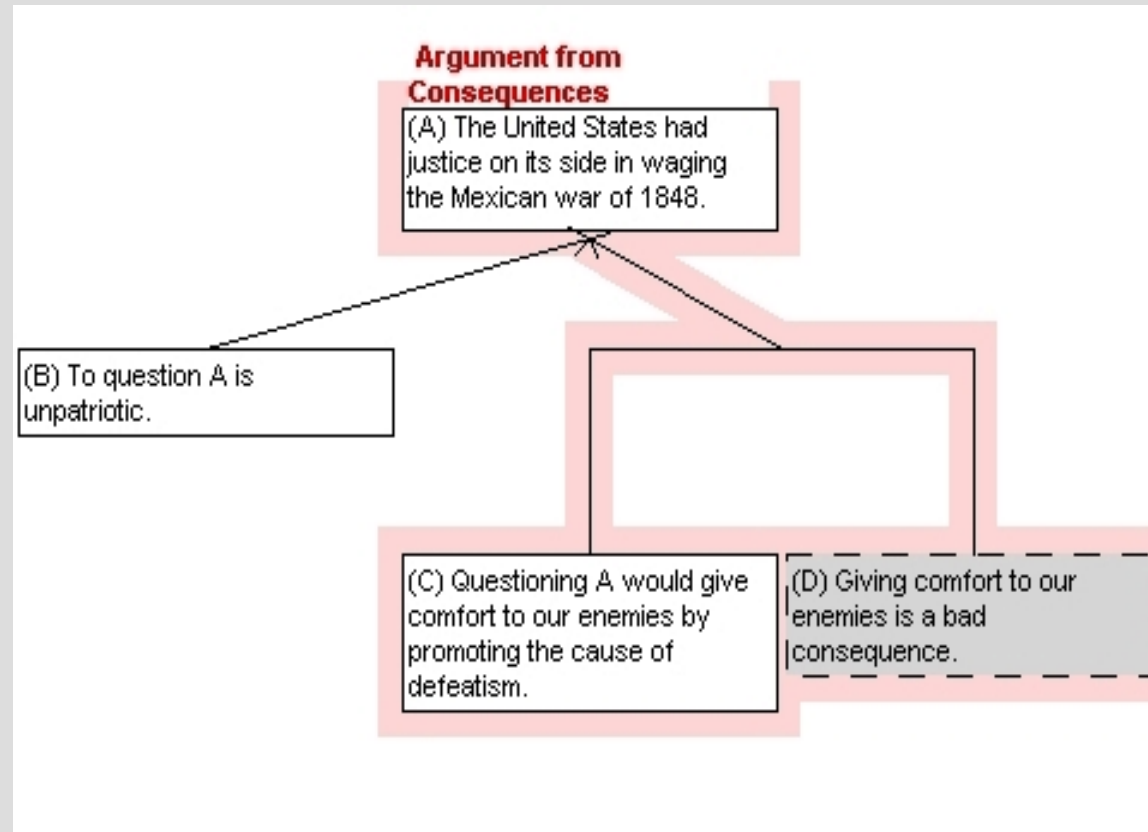 Argument from
Consequences
(A) The United States had
justice on its side in waging
the Mexican war of 1848.
(B) To question A is
unpatriotic.
(C) Questioning A would give
comfort to our enemies by
promoting the cause of
defeatism.
(D) Giving comfort to our
enemies is a bad
consequence.